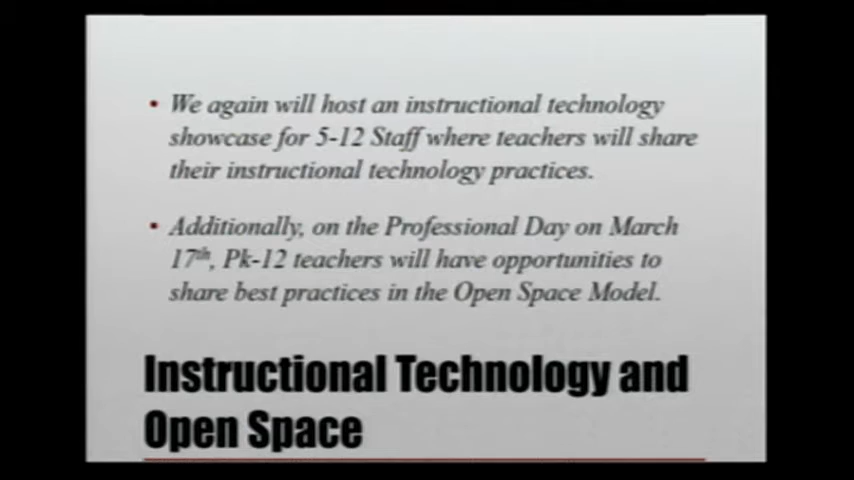 • We again will host an instructional technology
showcase for 5-12 Staff where teachers will share
their instructional technology practices.
• Additionally, on the Professional Day on March
17th, Pk-12 teachers will have opportunities to
share best practices in the Open Space Model.
Instructional Technology and
Open Space